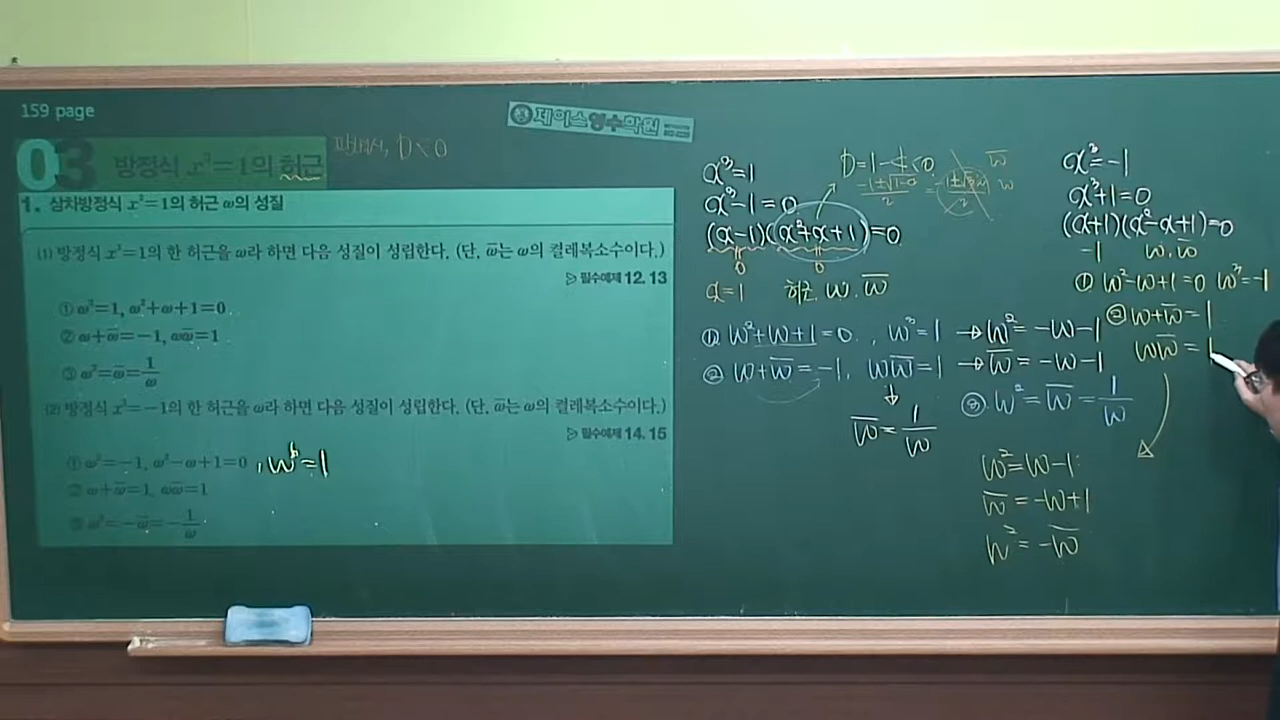 159 page
제이스영수학원
03 방정식 x³=1의 허근
D<0
1. 삼차방정식 x³=1의 허근 ω의 성질
(1) 방정식 x³=1의 한 허근을 ω라 하면 다음 성질이 성립한다. (단, ω̅는 ω의 켤레복소수이다.)
▷ 필수예제 12, 13
① ω³=1, ω²+ω+1=0
② ω+ω̅=-1, ωω̅=1
③ ω²=ω̅=1/ω
(2) 방정식 x³=-1의 한 허근을 ω라 하면 다음 성질이 성립한다. (단, ω̅는 ω의 켤레복소수이다.)
▷ 필수예제 14, 15
① ω³=-1, ω²-ω+1=0, ω⁶=1
② ω+ω̅=1, ωω̅=1
③ ω²=-ω̅=-1/ω
x³=1
x³-1=0
(x-1)(x²+x+1)=0
0 0
x=1 허근 ω, ω̅
D=1-4<0
ω̅
ω
① ω²+ω+1=0, ω³=1 → ω²=-ω-1
② ω+ω̅=-1, ωω̅=1 → ω̅=-ω-1
↓
ω̅=1/ω
③ ω²=ω̅=1/ω
x³=-1
x³+1=0
(x+1)(x²-x+1)=0
-1 ω, ω̅
① ω²-ω+1=0 ω³=-1
② ω+ω̅=1
ωω̅=1
ω²=ω-1
ω̅=-ω+1
ω²=-ω̅